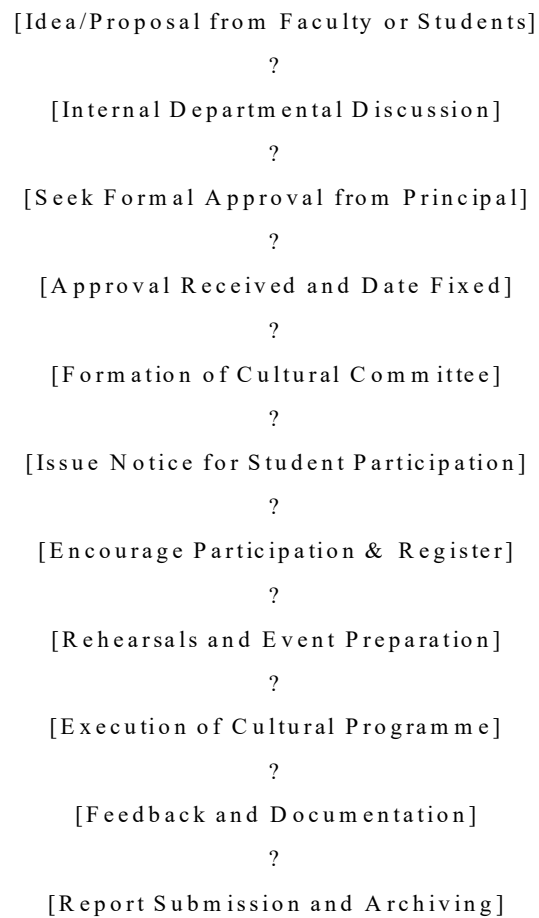 [Idea/Proposal from Faculty or Students]
?
[Internal Departmental Discussion]
?
[Seek Formal Approval from Principal]
?
[Approval Received and Date Fixed]
?
[Formation of Cultural Committee]
?
[Issue Notice for Student Participation]
?
[Encourage Participation & Register]
?
[Rehearsals and Event Preparation]
?
[Execution of Cultural Programme]
?
[Feedback and Documentation]
?
[Report Submission and Archiving]